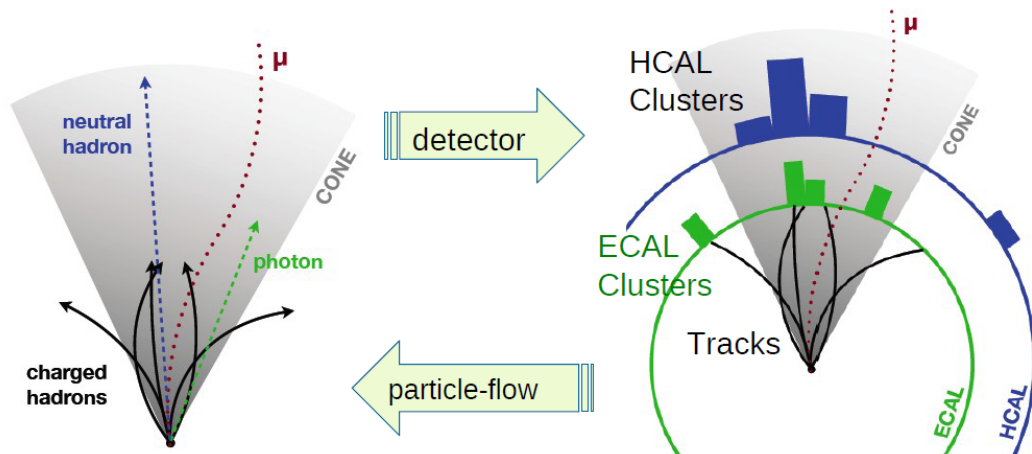 μ
neutral
hadron
CONE
photon
charged
hadrons
detector
particle-flow
μ
HCAL
Clusters
CONE
ECAL
Clusters
Tracks
ECAL
HCAL